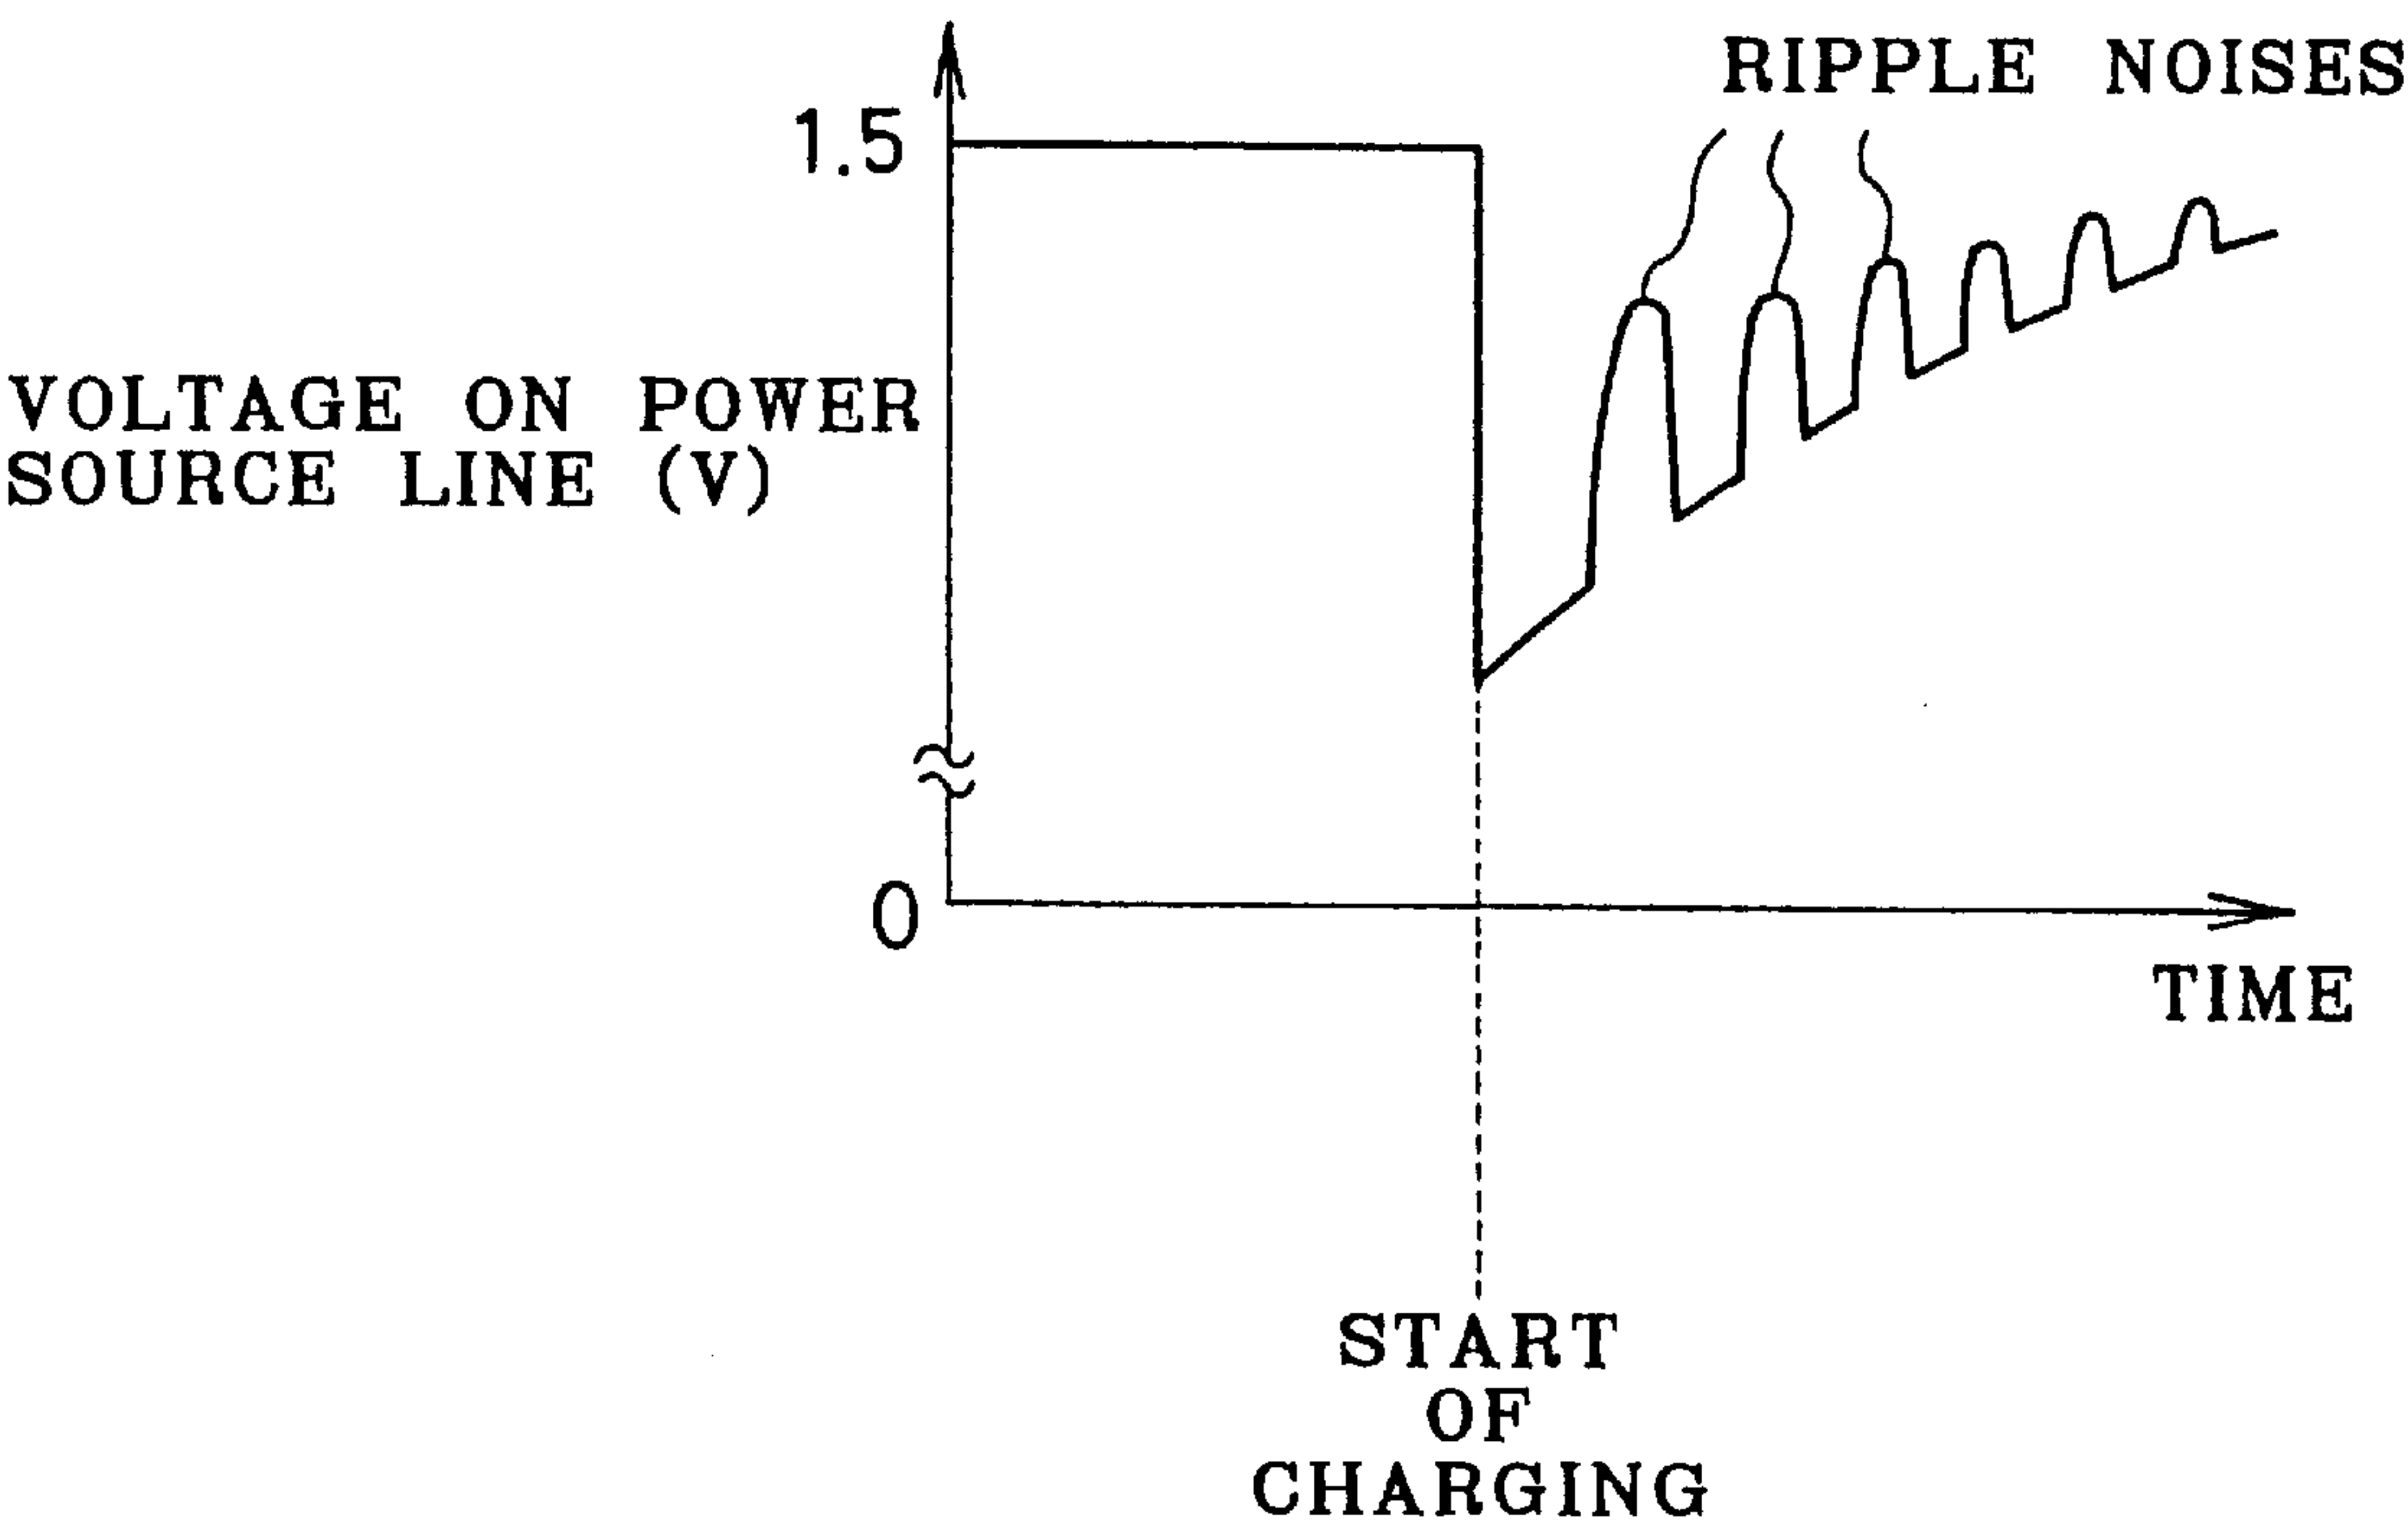 RIPPLE NOISES
1.5
VOLTAGE ON POWER
SOURCE LINE (V)
0
TIME
START
OF
CHARGING